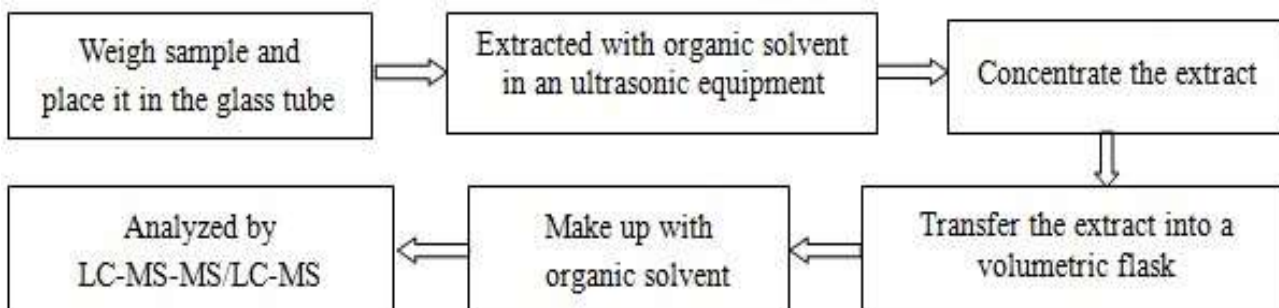 Weigh sample and
place it in the glass tube
Extracted with organic solvent
in an ultrasonic equipment
Concentrate the extract
Transfer the extract into a
volumetric flask
Make up with
organic solvent
Analyzed by
LC-MS-MS/LC-MS